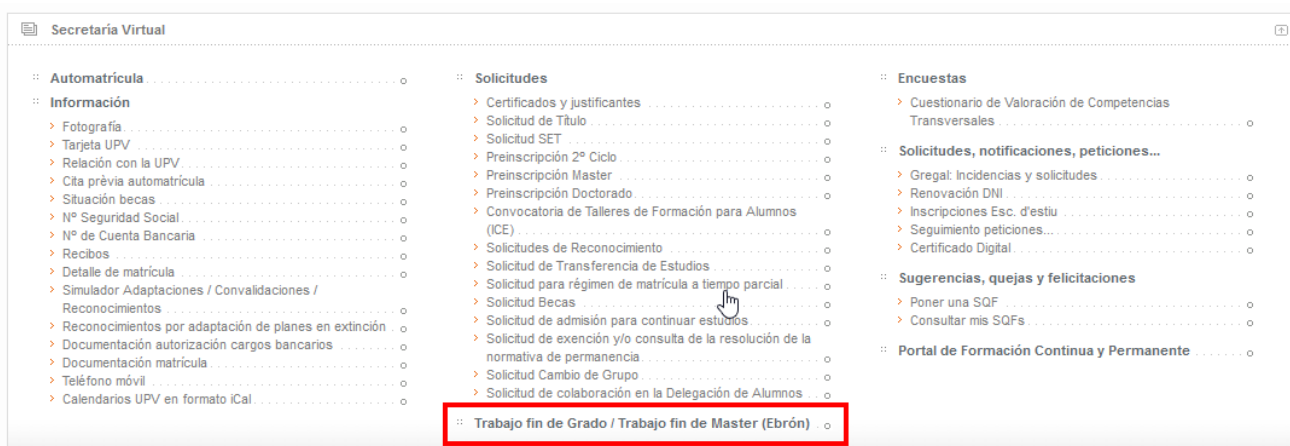 Secretaría Virtual
Automatrícula
Información
Fotografía
Tarjeta UPV
Relación con la UPV
Cita prèvia automatrícula
Situación becas
Nº Seguridad Social
Nº de Cuenta Bancaria
Recibos
Detalle de matrícula
Simulador Adaptaciones / Convalidaciones /
Reconocimientos
Reconocimientos por adaptación de planes en extinción
Documentación autorización cargos bancarios
Documentación matrícula
Teléfono móvil
Calendarios UPV en formato iCal
Solicitudes
Certificados y justificantes
Solicitud de Título
Solicitud SET
Preinscripción 2º Ciclo
Preinscripción Master
Preinscripción Doctorado
Convocatoria de Talleres de Formación para Alumnos
(ICE)
Solicitudes de Reconocimiento
Solicitud de Transferencia de Estudios
Solicitud para régimen de matrícula a tiempo parcial
Solicitud Becas
Solicitud de admisión para continuar estudios
Solicitud de exención y/o consulta de la resolución de la
normativa de permanencia
Solicitud Cambio de Grupo
Solicitud de colaboración en la Delegación de Alumnos
Trabajo fin de Grado / Trabajo fin de Master (Ebrón)
Encuestas
Cuestionario de Valoración de Competencias
Transversales
Solicitudes, notificaciones, peticiones...
Gregal: Incidencias y solicitudes
Renovación DNI
Inscripciones Esc. d'estiu
Seguimiento peticiones...
Certificado Digital
Sugerencias, quejas y felicitaciones
Poner una SQF
Consultar mis SQFs
Portal de Formación Continua y Permanente